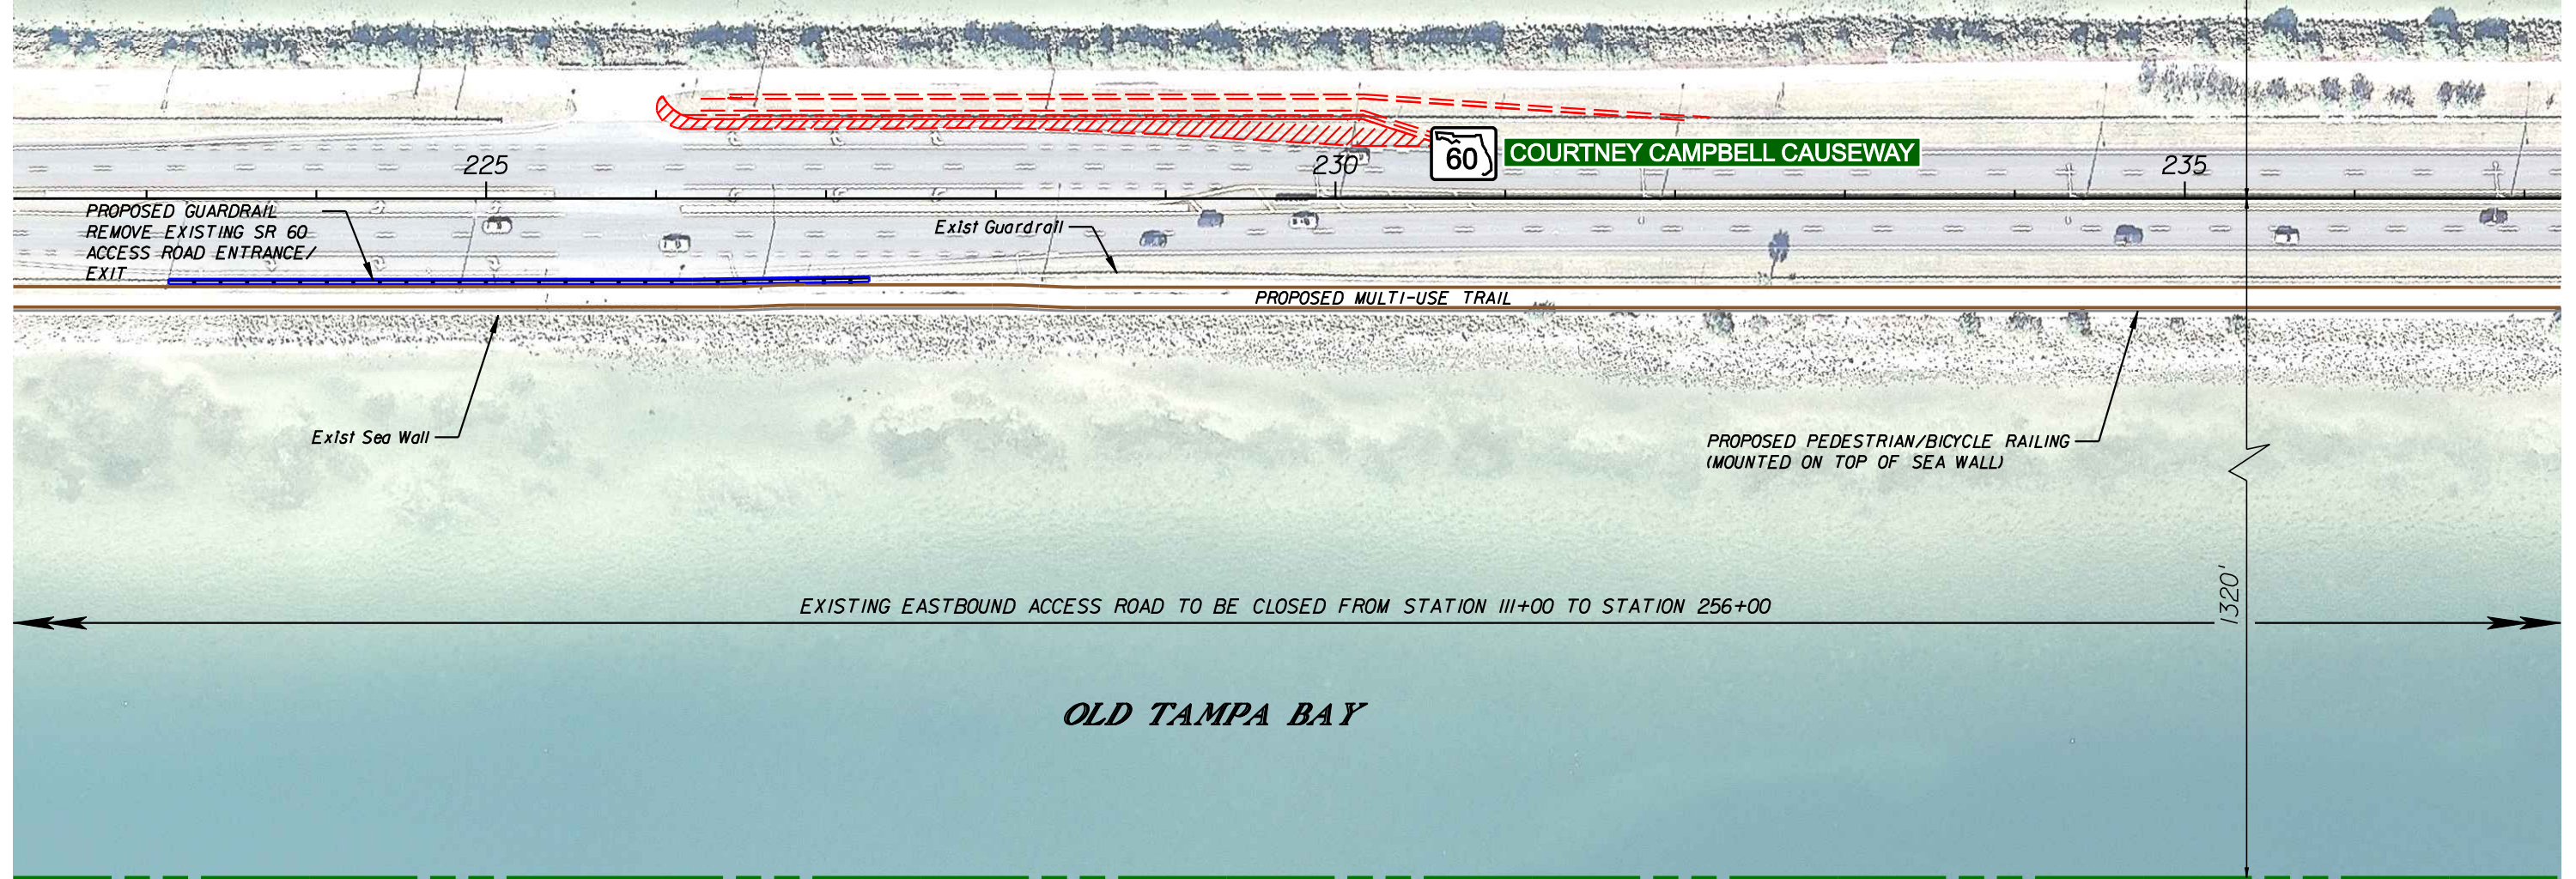 225
230
235
60
COURTNEY CAMPBELL CAUSEWAY
PROPOSED GUARDRAIL
REMOVE EXISTING SR 60
ACCESS ROAD ENTRANCE/
EXIT
Exist Guardrail
PROPOSED MULTI-USE TRAIL
Exist Sea Wall
PROPOSED PEDESTRIAN/BICYCLE RAILING
(MOUNTED ON TOP OF SEA WALL)
EXISTING EASTBOUND ACCESS ROAD TO BE CLOSED FROM STATION 111+00 TO STATION 256+00
1320'
OLD TAMPA BAY